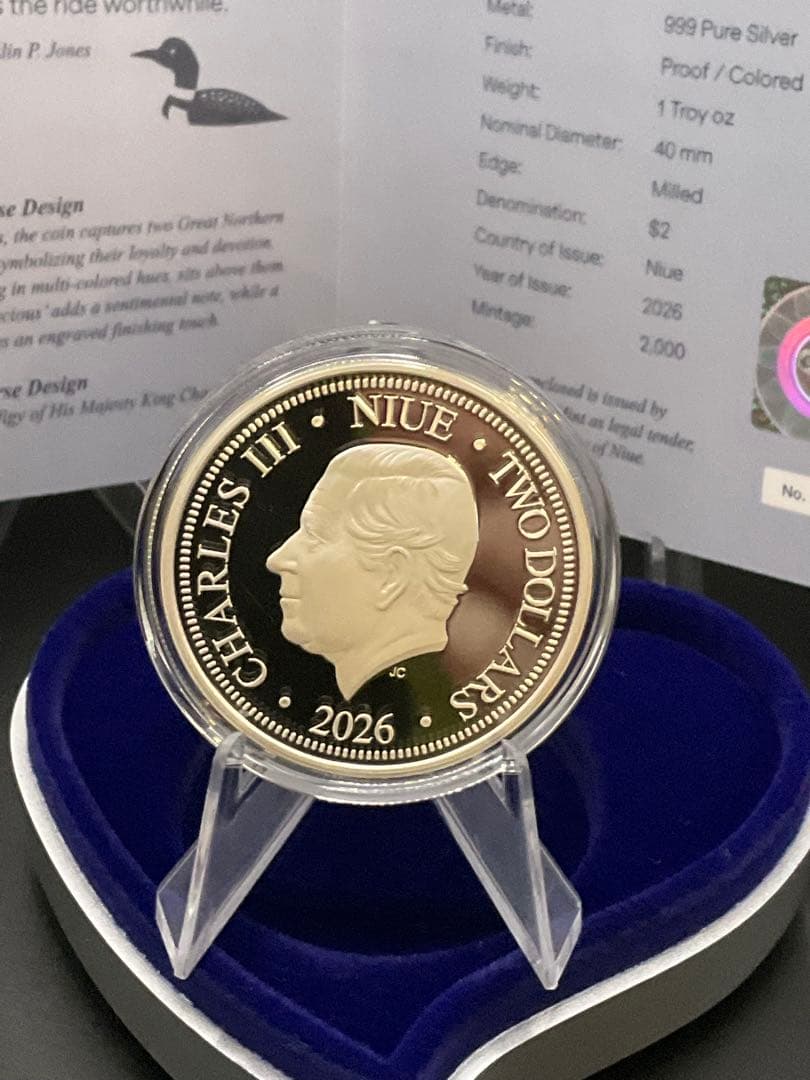 the ride worthwhile.
lin P. Jones
se Design
s, the coin captures two Great Northern
ymbolizing their loyalty and devotion.
g in multi-colored hues, sits above them.
cious' adds a sentimental note, while a
s an engraved finishing touch.
rse Design
figy of His Majesty King Cha
Metal: 999 Pure Silver
Finish: Proof / Colored
Weight: 1 Troy oz
Nominal Diameter: 40 mm
Edge: Milled
Denomination: $2
Country of Issue: Niue
Year of Issue: 2026
Mintage: 2,000
nclosed is issued by
as legal tender,
of Niue.
No.
CHARLES III • NIUE • TWO DOLLARS
JC
• 2026 •